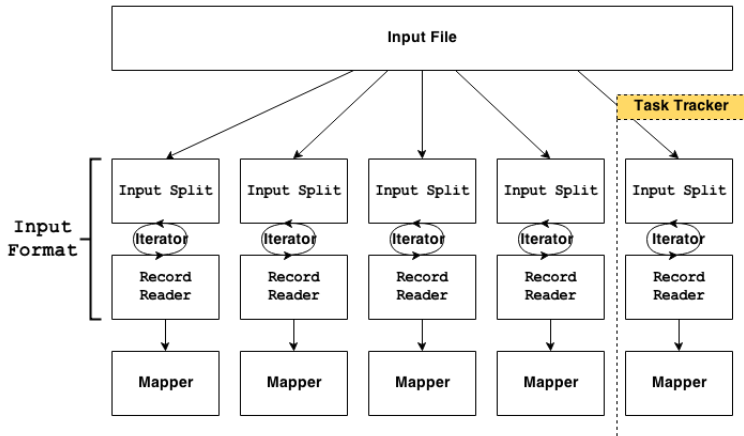 Input File
Task Tracker
Input Split
Input Split
Input Split
Input Split
Input Split
Input
Format
Iterator
Iterator
Iterator
Iterator
Iterator
Record
Reader
Record
Reader
Record
Reader
Record
Reader
Record
Reader
Mapper
Mapper
Mapper
Mapper
Mapper